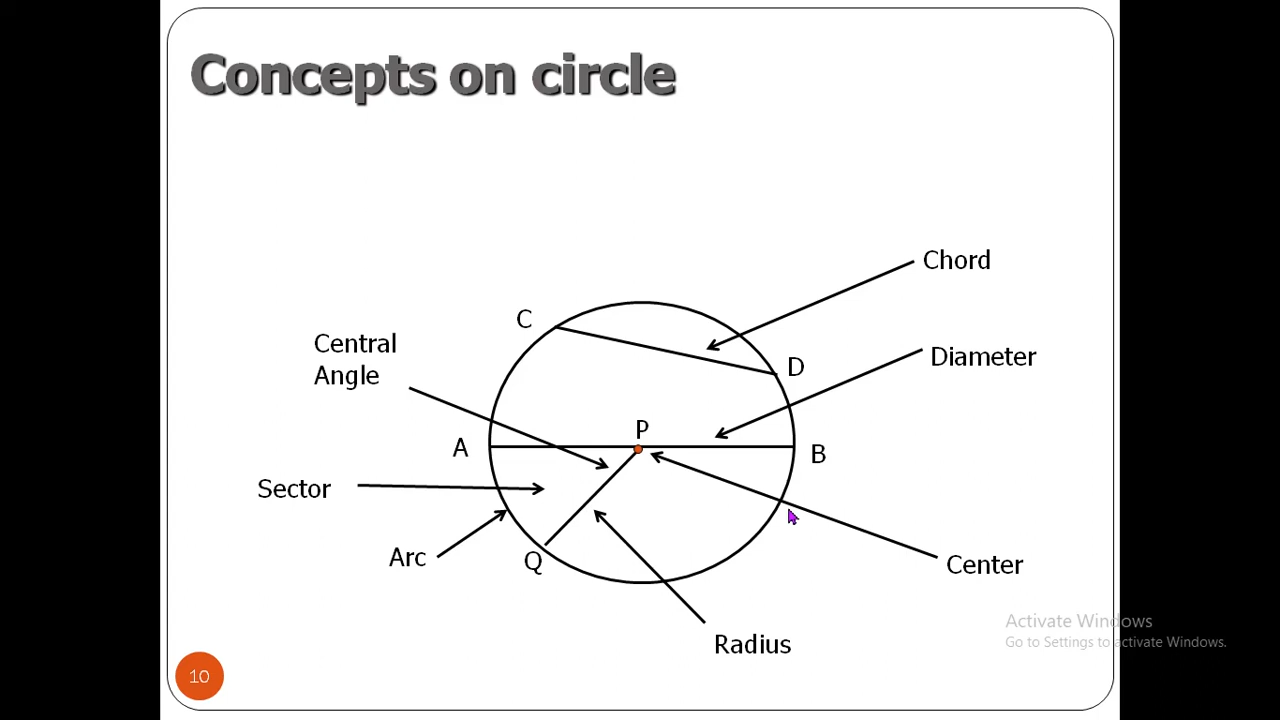 Concepts on circle
Chord
C
Central
Angle
D
Diameter
P
A
B
Sector
Arc
Q
Center
Radius
Activate Windows
Go to Settings to activate Windows.
10